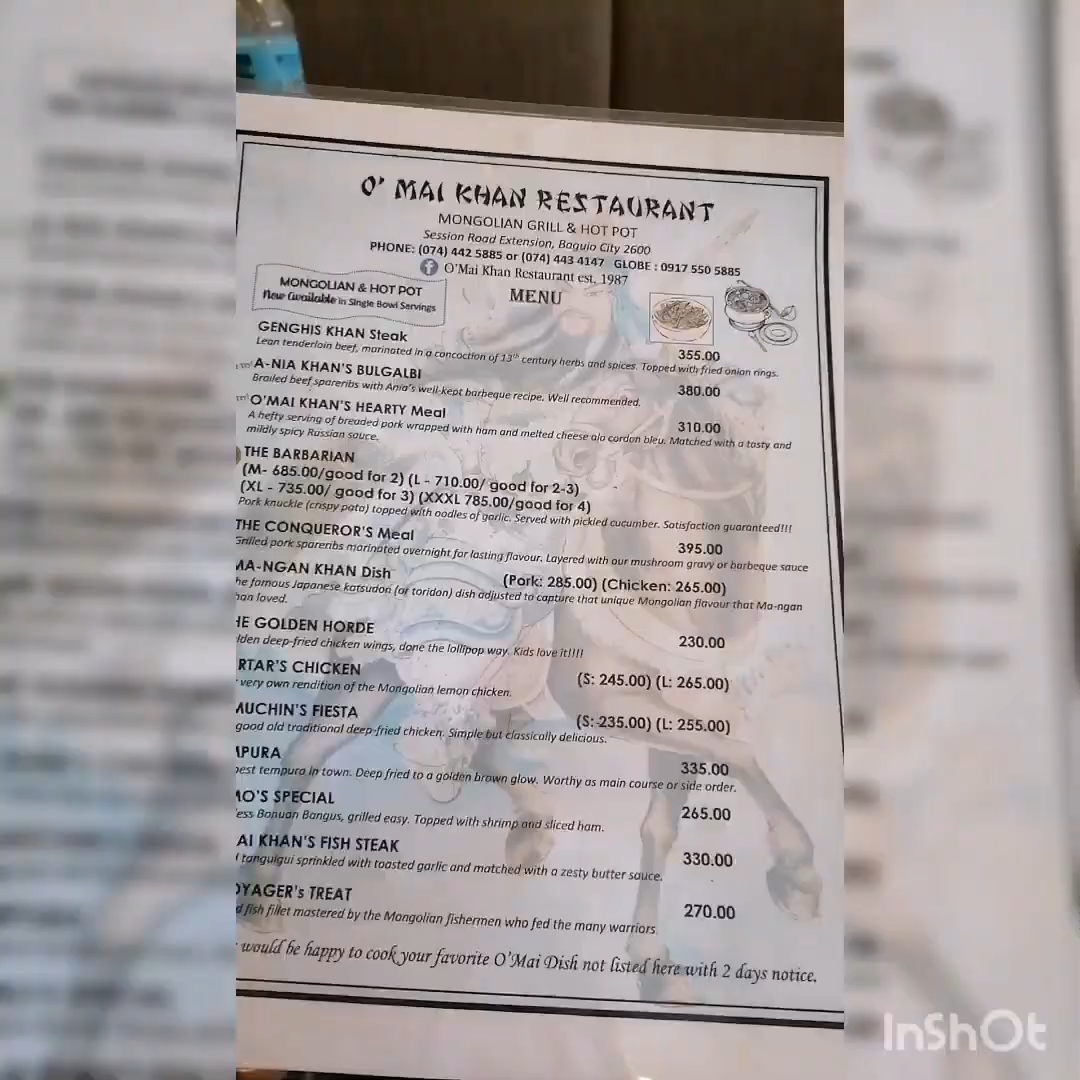 O' MAI KHAN RESTAURANT
MONGOLIAN GRILL & HOT POT
Session Road Extension, Baguio City 2600
PHONE: (074) 442 5885 or (074) 443 4147 GLOBE : 0917 550 5885
O'Mai Khan Restaurant est. 1987
MONGOLIAN & HOT POT
Now Available in Single Bowl Servings
MENU
GENGHIS KHAN Steak 355.00
Lean tenderloin beef, marinated in a concoction of 13th century herbs and spices. Topped with fried onion rings.
A-NIA KHAN'S BULGALBI 380.00
Broiled beef spareribs with Ania's well-kept barbeque recipe. Well recommended.
O'MAI KHAN'S HEARTY Meal 310.00
A hefty serving of breaded pork wrapped with ham and melted cheese ala cordon bleu. Matched with a tasty and
mildly spicy Russian sauce.
THE BARBARIAN
(M- 685.00/good for 2) (L - 710.00/ good for 2-3)
(XL - 735.00/ good for 3) (XXXL 785.00/good for 4)
Pork knuckle (crispy pata) topped with oodles of garlic. Served with pickled cucumber. Satisfaction guaranteed!!!
THE CONQUEROR'S Meal 395.00
Grilled pork spareribs marinated overnight for lasting flavour. Layered with our mushroom gravy or barbeque sauce
MA-NGAN KHAN Dish (Pork: 285.00) (Chicken: 265.00)
he famous Japanese katsudon (or toridon) dish adjusted to capture that unique Mongolian flavour that Ma-ngan
han loved.
HE GOLDEN HORDE 230.00
lden deep-fried chicken wings, done the lollipop way. Kids love it!!!!
RTAR'S CHICKEN (S: 245.00) (L: 265.00)
very own rendition of the Mongolian lemon chicken.
MUCHIN'S FIESTA (S: 235.00) (L: 255.00)
good old traditional deep-fried chicken. Simple but classically delicious.
MPURA 335.00
best tempura in town. Deep fried to a golden brown glow. Worthy as main course or side order.
MO'S SPECIAL 265.00
less Bonuan Bangus, grilled easy. Topped with shrimp and sliced ham.
AI KHAN'S FISH STEAK 330.00
tanguigui sprinkled with toasted garlic and matched with a zesty butter sauce.
OYAGER's TREAT 270.00
d fish fillet mastered by the Mongolian fishermen who fed the many warriors.
would be happy to cook your favorite O'Mai Dish not listed here with 2 days notice.
InShOt